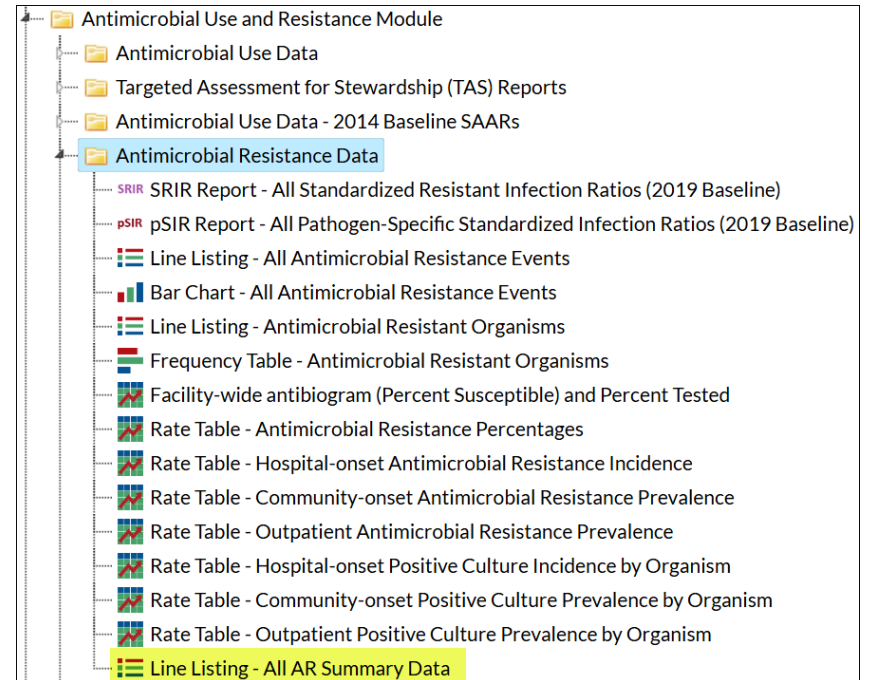 Antimicrobial Use and Resistance Module
Antimicrobial Use Data
Targeted Assessment for Stewardship (TAS) Reports
Antimicrobial Use Data - 2014 Baseline SAARs
Antimicrobial Resistance Data
SRIR SRIR Report - All Standardized Resistant Infection Ratios (2019 Baseline)
pSIR pSIR Report - All Pathogen-Specific Standardized Infection Ratios (2019 Baseline)
Line Listing - All Antimicrobial Resistance Events
Bar Chart - All Antimicrobial Resistance Events
Line Listing - Antimicrobial Resistant Organisms
Frequency Table - Antimicrobial Resistant Organisms
Facility-wide antibiogram (Percent Susceptible) and Percent Tested
Rate Table - Antimicrobial Resistance Percentages
Rate Table - Hospital-onset Antimicrobial Resistance Incidence
Rate Table - Community-onset Antimicrobial Resistance Prevalence
Rate Table - Outpatient Antimicrobial Resistance Prevalence
Rate Table - Hospital-onset Positive Culture Incidence by Organism
Rate Table - Community-onset Positive Culture Prevalence by Organism
Rate Table - Outpatient Positive Culture Prevalence by Organism
Line Listing - All AR Summary Data